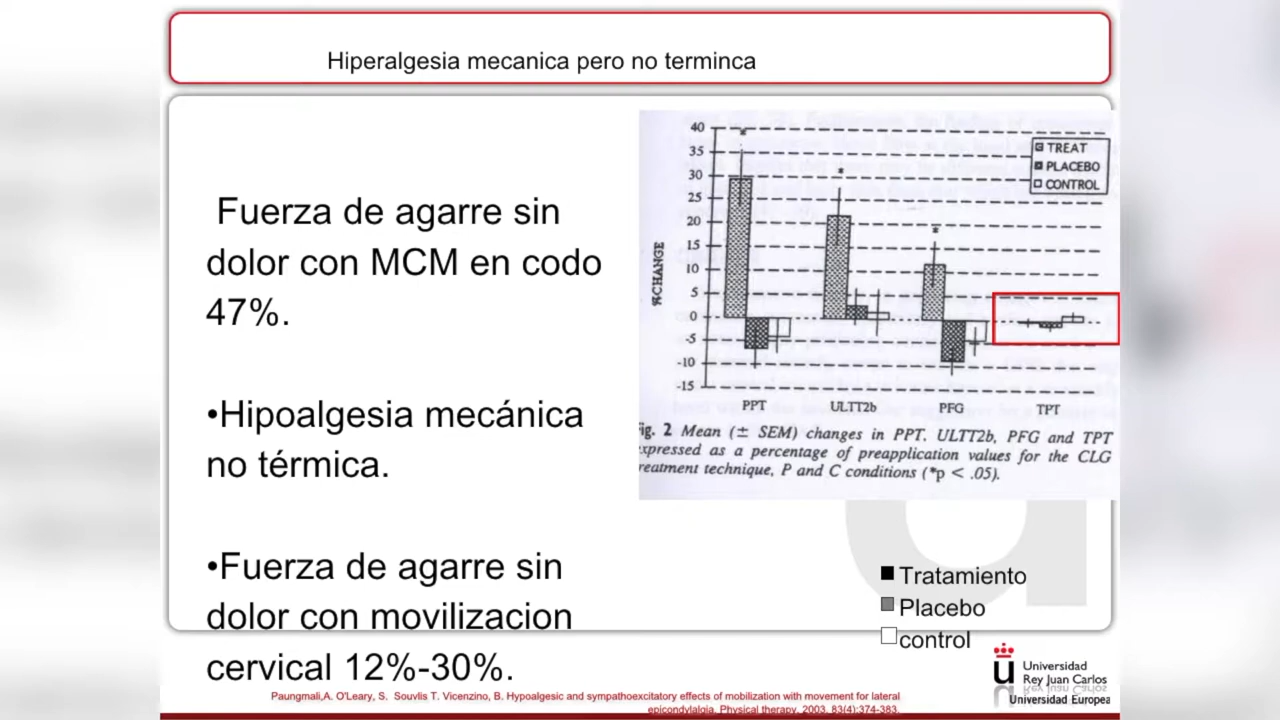 Hiperalgesia mecanica pero no terminca
Fuerza de agarre sin
dolor con MCM en codo
47%.
•Hipoalgesia mecánica
no térmica.
•Fuerza de agarre sin
dolor con movilizacion
cervical 12%-30%.
40
35
30
25
20
15
10
5
0
-5
-10
-15
%CHANGE
*
*
*
TREAT
PLACEBO
CONTROL
PPT ULTT2b PFG TPT
ig. 2 Mean (± SEM) changes in PPT, ULTT2b, PFG and TPT
xpressed as a percentage of preapplication values for the CLG
reatment technique, P and C conditions (*p < .05).
Tratamiento
Placebo
control
Paungmali,A. O'Leary, S. Souvlis T. Vicenzino, B. Hypoalgesic and sympathoexcitatory effects of mobilization with movement for lateral
epicondylalgia. Physical therapy. 2003. 83(4):374-383.
ü
Universidad
Rey Juan Carlos
Universidad Europea